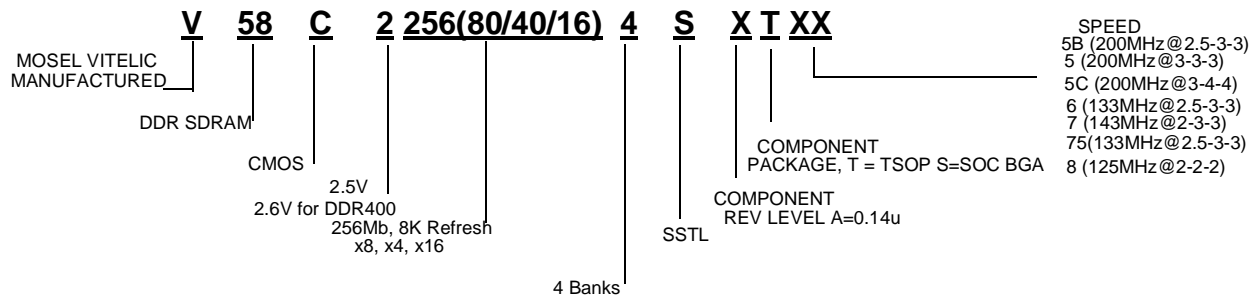 V 58 C 2 256(80/40/16) 4 S X T XX
SPEED
5B (200MHz@2.5-3-3)
5 (200MHz@3-3-3)
5C (200MHz@3-4-4)
6 (133MHz@2.5-3-3)
7 (143MHz@2-3-3)
75(133MHz@2.5-3-3)
8 (125MHz@2-2-2)
MOSEL VITELIC
MANUFACTURED
DDR SDRAM
CMOS
2.5V
2.6V for DDR400
256Mb, 8K Refresh
x8, x4, x16
4 Banks
SSTL
COMPONENT
REV LEVEL A=0.14u
COMPONENT
PACKAGE, T = TSOP S=SOC BGA